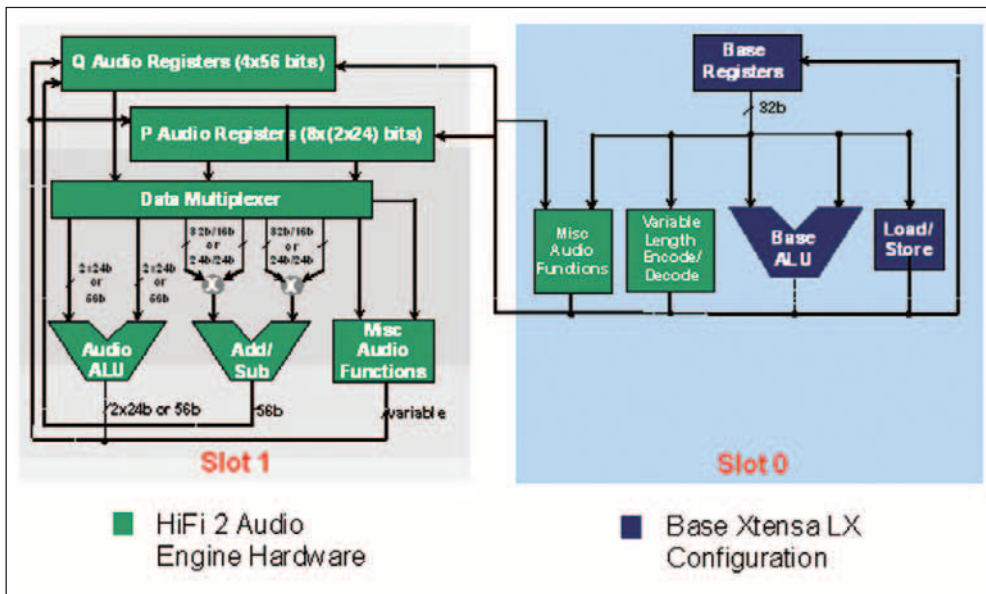 Q Audio Registers (4x56 bits)
P Audio Registers (8x(2x24) bits)
Data Multiplexer
32b/16b
or
24b/24b
32b/16b
or
24b/24b
2x24b
or
56b
2x24b
or
56b
X
X
Audio
ALU
Add/
Sub
Misc
Audio
Functions
2x24b or 56b
56b
variable
Slot 1
Base
Registers
32b
Misc
Audio
Functions
Variable
Length
Encode/
Decode
Base
ALU
Load/
Store
Slot 0
HiFi 2 Audio
Engine Hardware
Base Xtensa LX
Configuration